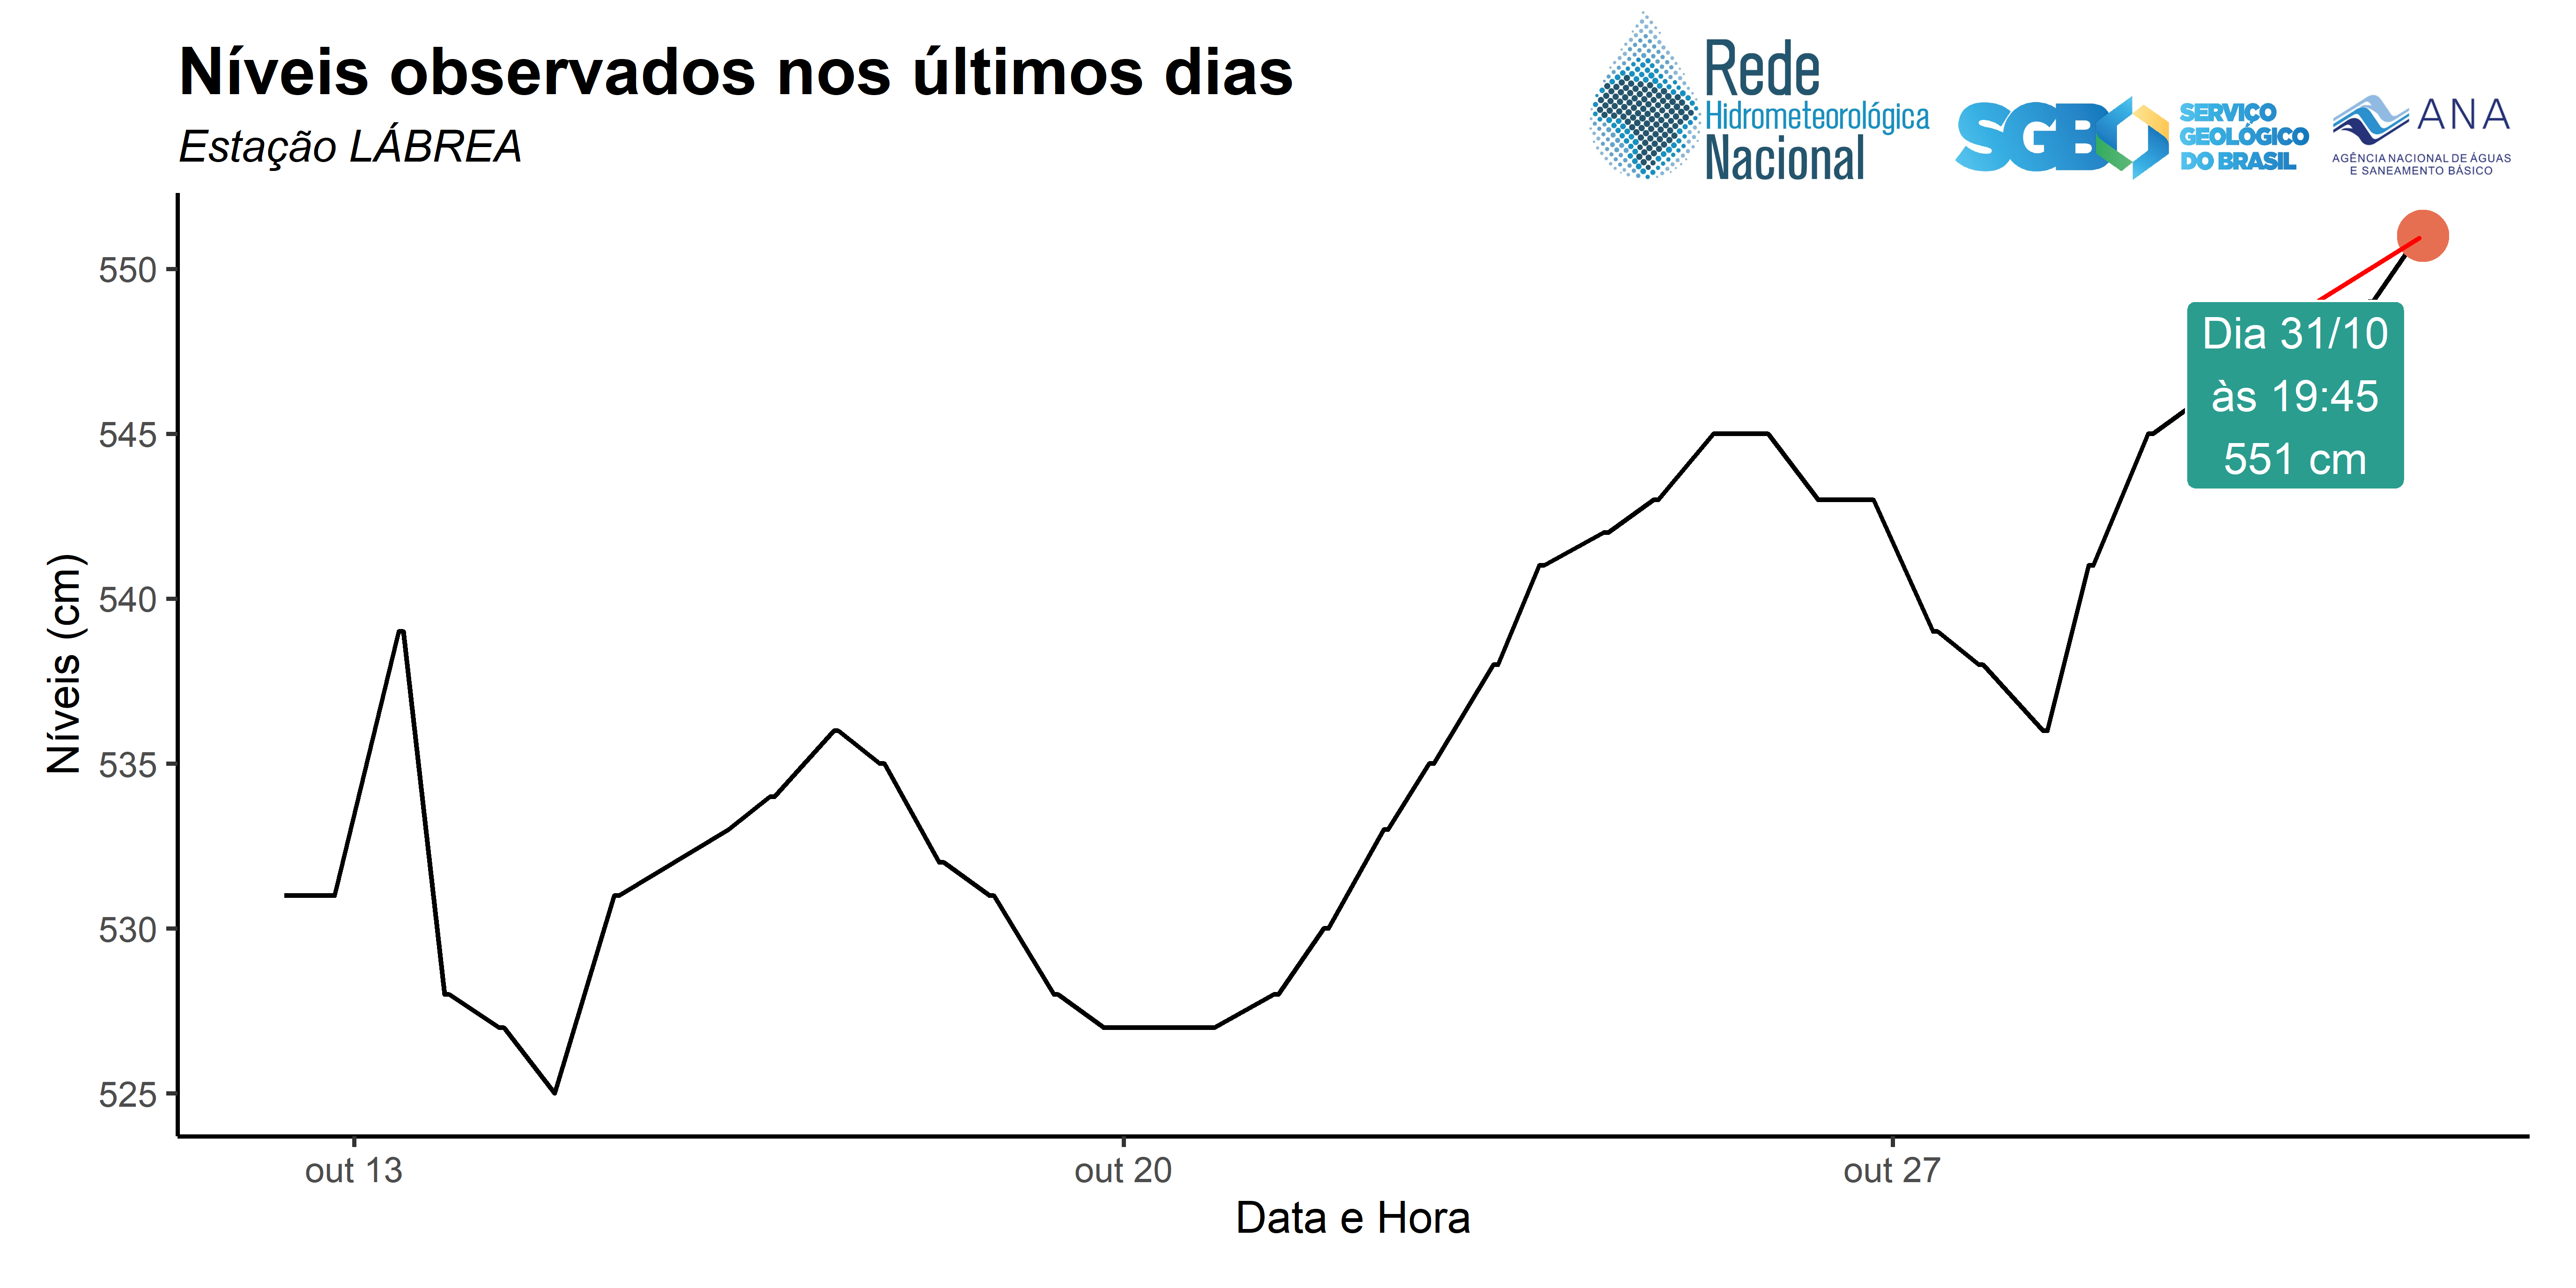 Níveis observados nos últimos dias
Estação LÁBREA
Rede
Hidrometeorológica
Nacional
SGB
SERVIÇO
GEOLÓGICO
DO BRASIL
ANA
AGÊNCIA NACIONAL DE ÁGUAS
E SANEAMENTO BÁSICO
Níveis (cm)
550
545
540
535
530
525
Dia 31/10
às 19:45
551 cm
out 13
out 20
out 27
Data e Hora